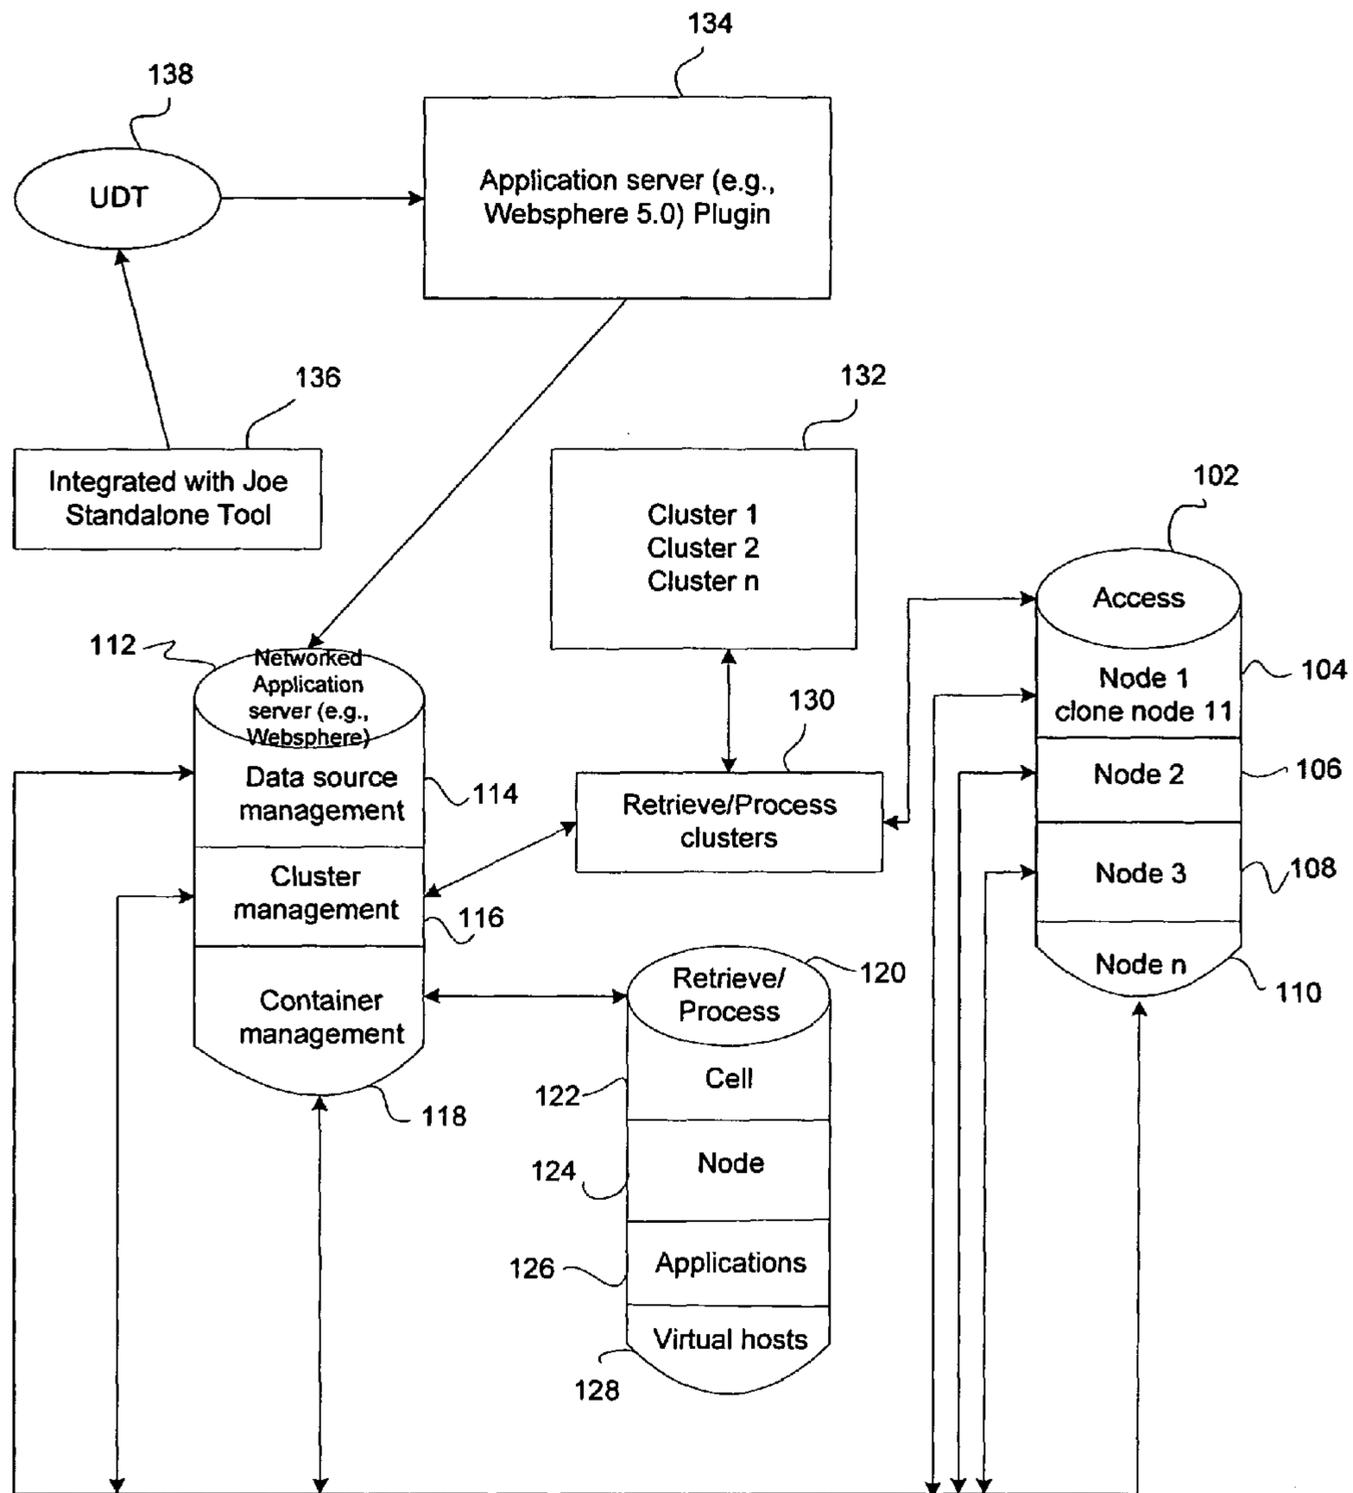 134
138
UDT
Application server (e.g.,
Websphere 5.0) Plugin
136
132
Integrated with Joe
Standalone Tool
Cluster 1
Cluster 2
Cluster n
102
Access
112
Networked
Application
server (e.g.,
Websphere)
Node 1
clone node 11
104
130
Data source
management
114
Retrieve/Process
clusters
Node 2
106
Cluster
management
116
Node 3
108
Container
management
118
Retrieve/
Process
120
Node n
110
Cell
122
Node
124
Applications
126
Virtual hosts
128